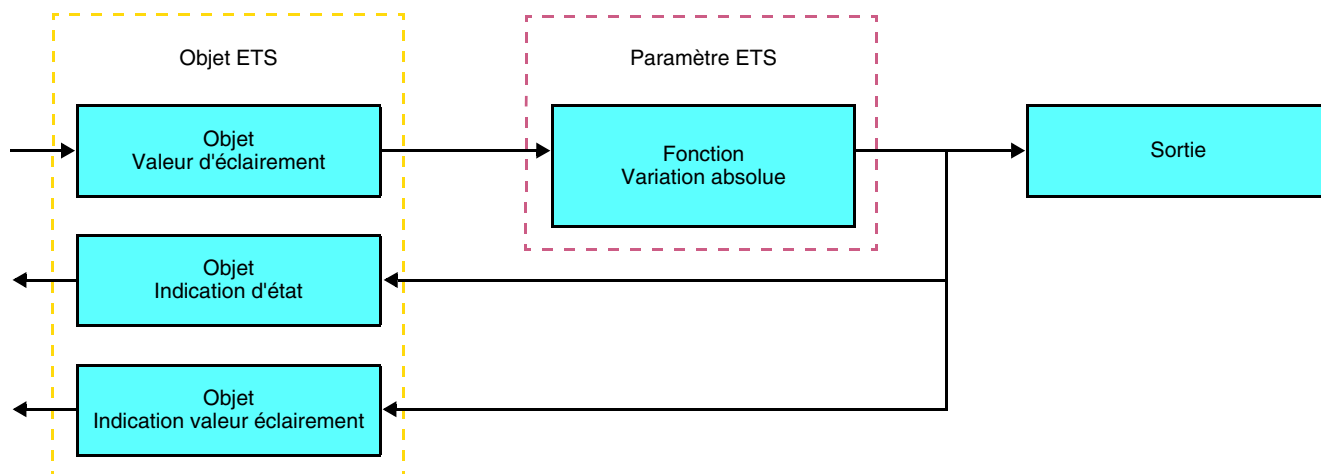 Objet ETS
Paramètre ETS
Objet
Valeur d'éclairement
Fonction
Variation absolue
Sortie
Objet
Indication d'état
Objet
Indication valeur éclairement